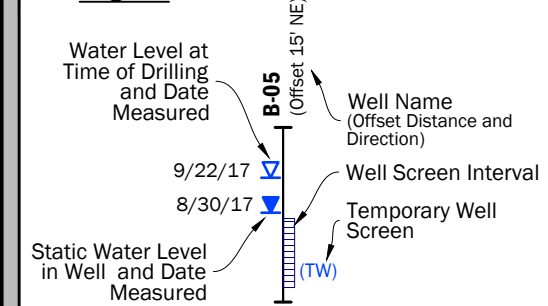 Water Level at
Time of Drilling
and Date
Measured
B-05
(Offset 15' NE)
Well Name
(Offset Distance and
Direction)
9/22/17
8/30/17
Well Screen Interval
Temporary Well
Screen
(TW)
Static Water Level
in Well and Date
Measured